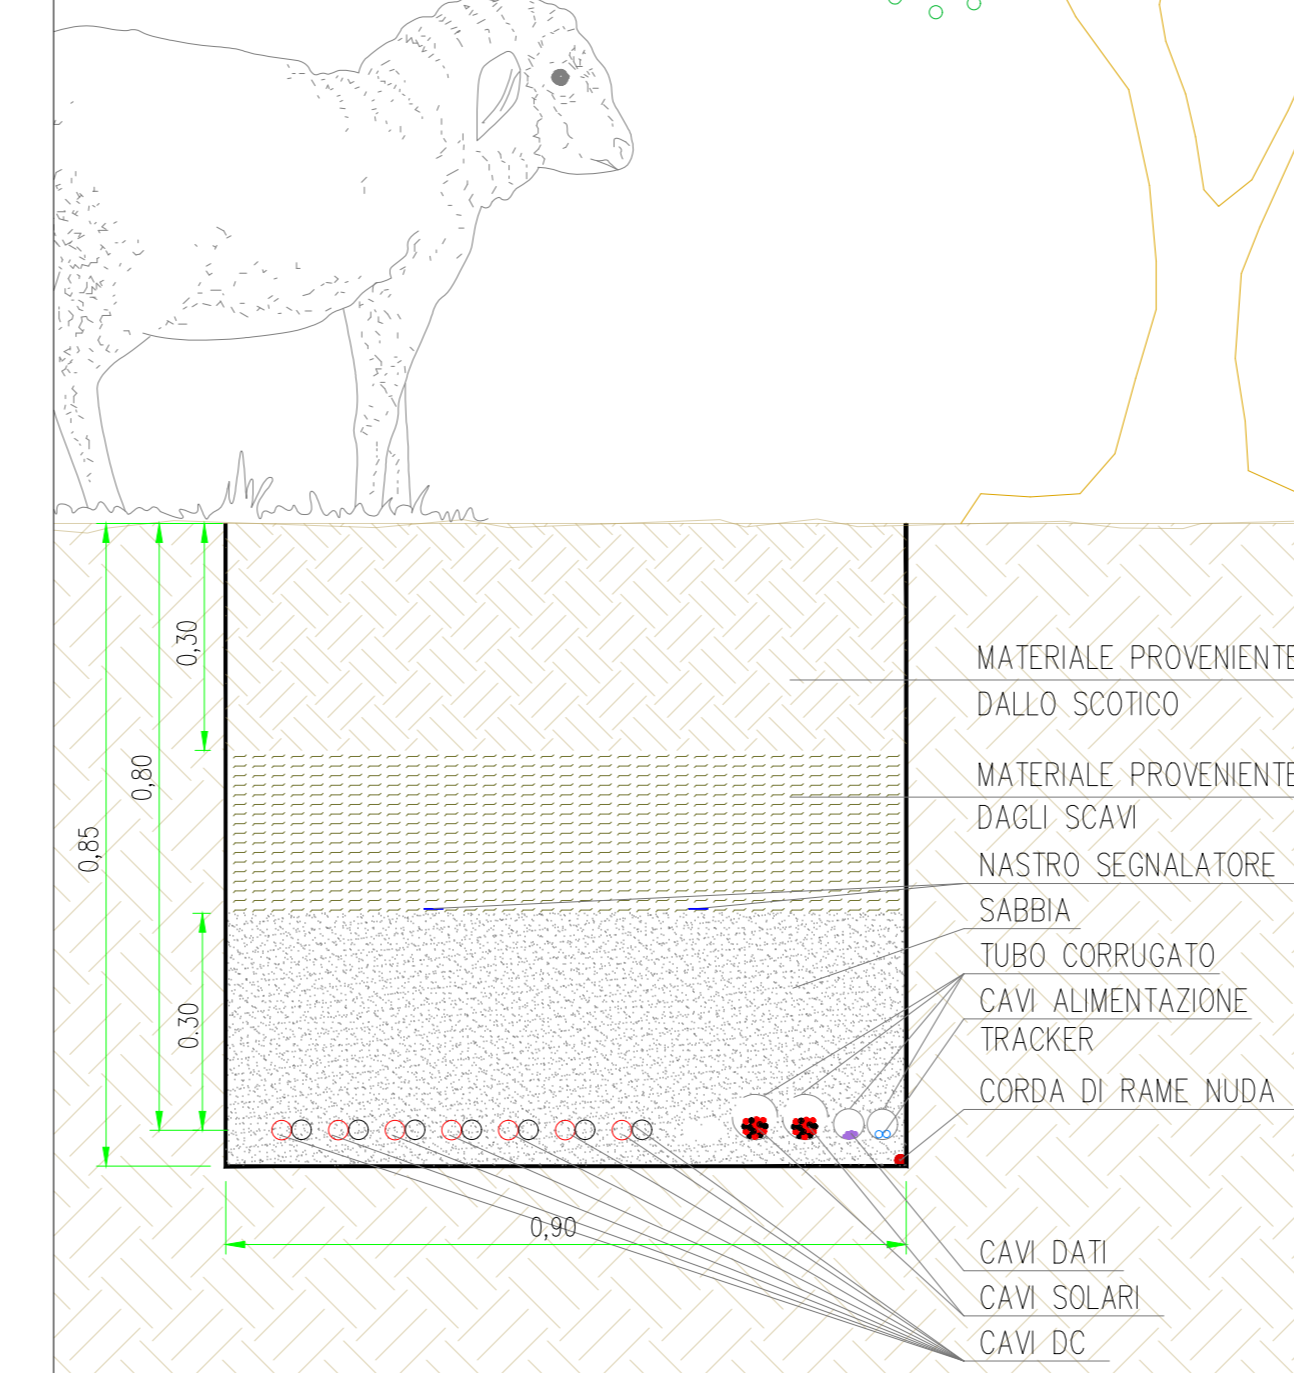 0,30
MATERIALE PROVENIENTE
DALLO SCOTICO
0,80
MATERIALE PROVENIENTE
DAGLI SCAVI
0,85
NASTRO SEGNALATORE
SABBIA
TUBO CORRUGATO
CAVI ALIMENTAZIONE
TRACKER
0.30
CORDA DI RAME NUDA
0,90
CAVI DATI
CAVI SOLARI
CAVI DC